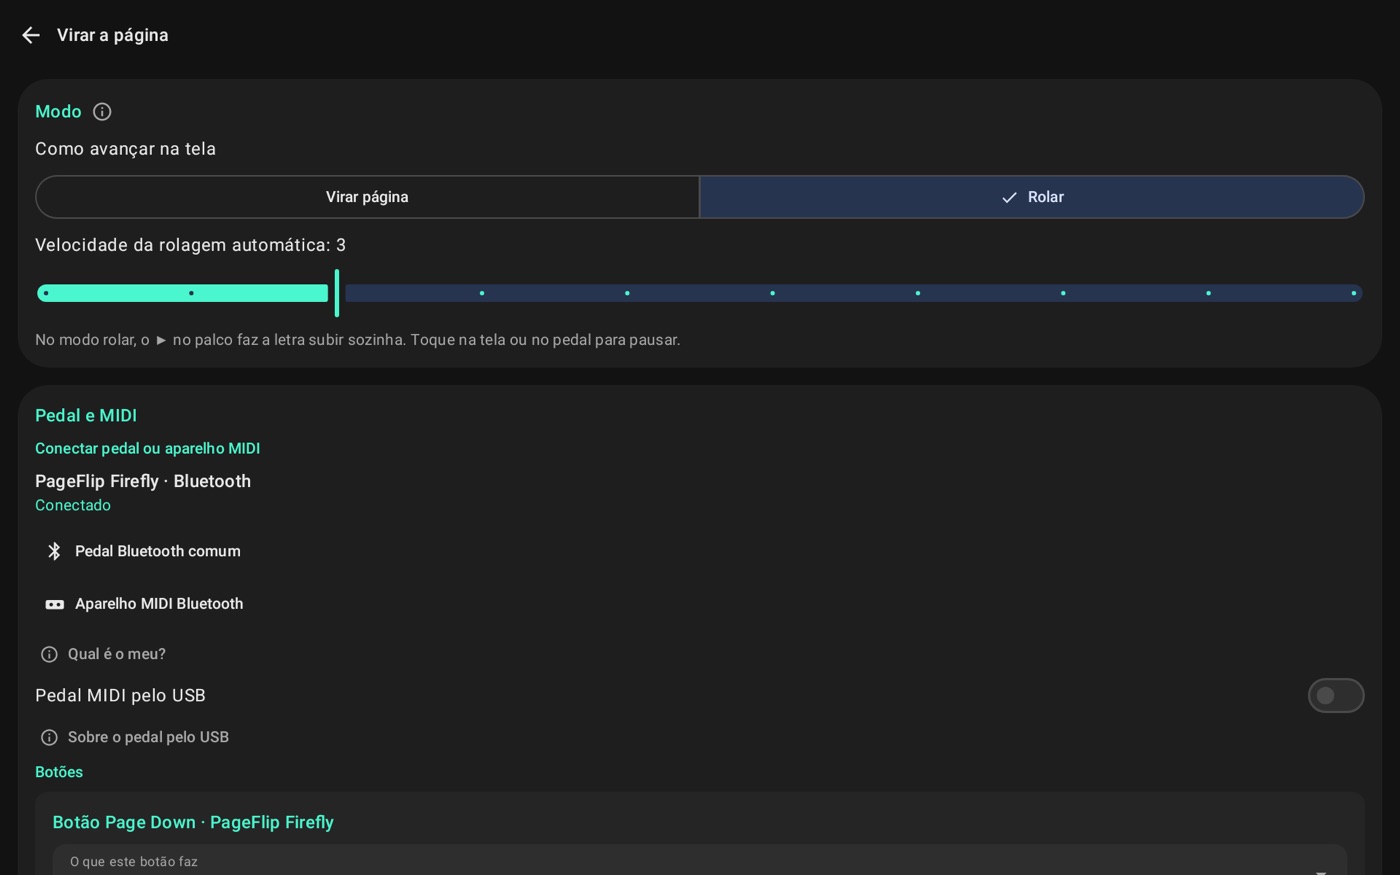 Virar a página
Modo
Como avançar na tela
Virar página
Rolar
Velocidade da rolagem automática: 3
No modo rolar, o ► no palco faz a letra subir sozinha. Toque na tela ou no pedal para pausar.
Pedal e MIDI
Conectar pedal ou aparelho MIDI
PageFlip Firefly · Bluetooth
Conectado
Pedal Bluetooth comum
Aparelho MIDI Bluetooth
Qual é o meu?
Pedal MIDI pelo USB
Sobre o pedal pelo USB
Botões
Botão Page Down · PageFlip Firefly
O que este botão faz